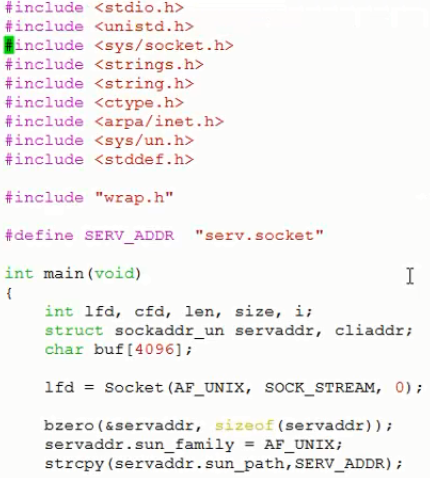 #include <stdio.h>
#include <unistd.h>
#include <sys/socket.h>
#include <strings.h>
#include <string.h>
#include <ctype.h>
#include <arpa/inet.h>
#include <sys/un.h>
#include <stddef.h>
#include "wrap.h"
#define SERV_ADDR  "serv.socket"
int main(void)
{
    int lfd, cfd, len, size, i;
    struct sockaddr_un servaddr, cliaddr;
    char buf[4096];
    lfd = Socket(AF_UNIX, SOCK_STREAM, 0);
    bzero(&servaddr, sizeof(servaddr));
    servaddr.sun_family = AF_UNIX;
    strcpy(servaddr.sun_path,SERV_ADDR);